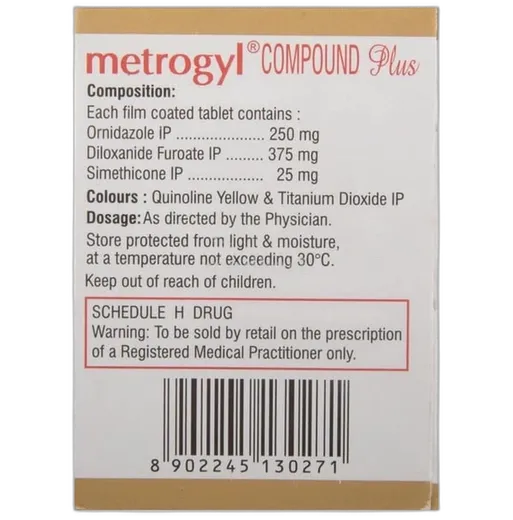 metrogyl® COMPOUND Plus
Composition:
Each film coated tablet contains :
Ornidazole IP ..................... 250 mg
Diloxanide Furoate IP ......... 375 mg
Simethicone IP ................... 25 mg
Colours : Quinoline Yellow & Titanium Dioxide IP
Dosage: As directed by the Physician.
Store protected from light & moisture,
at a temperature not exceeding 30°C.
Keep out of reach of children.
SCHEDULE H DRUG
Warning: To be sold by retail on the prescription
of a Registered Medical Practitioner only.
8 902245 130271